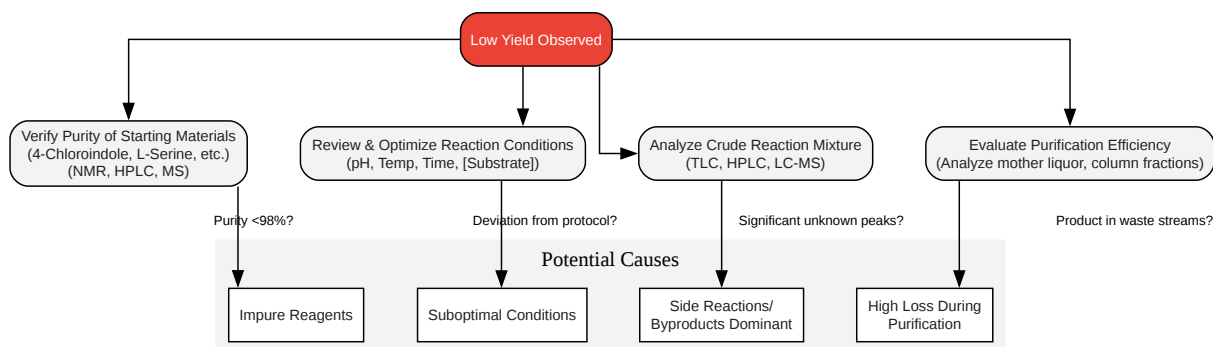 Low Yield Observed
Verify Purity of Starting Materials
(4-Chloroindole, L-Serine, etc.)
(NMR, HPLC, MS)
Review & Optimize Reaction Conditions
(pH, Temp, Time, [Substrate])
Analyze Crude Reaction Mixture
(TLC, HPLC, LC-MS)
Evaluate Purification Efficiency
(Analyze mother liquor, column fractions)
Purity <98%?
Deviation from protocol?
Significant unknown peaks?
Product in waste streams?
Potential Causes
Impure Reagents
Suboptimal Conditions
Side Reactions/
Byproducts Dominant
High Loss During
Purification